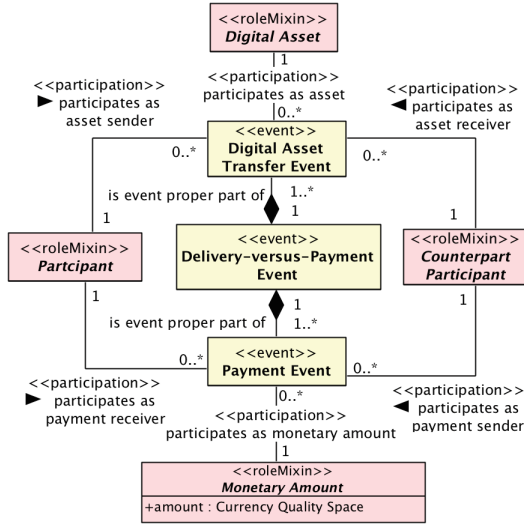 <<roleMixin>>
Digital Asset
1
<<participation>>
participates as asset
0..*
<<participation>>
participates as
asset sender
<<participation>>
participates as
asset receiver
<<event>>
Digital Asset
Transfer Event
0..*
0..*
is event proper part of
1..*
1
1
1
<<roleMixin>>
Partcipant
<<event>>
Delivery-versus-Payment
Event
<<roleMixin>>
Counterpart
Participant
1
1
1
1..*
is event proper part of
<<event>>
Payment Event
0..*
0..*
<<participation>>
participates as
payment receiver
<<participation>>
participates as
payment sender
0..*
<<participation>>
participates as monetary amount
1
<<roleMixin>>
Monetary Amount
+amount : Currency Quality Space